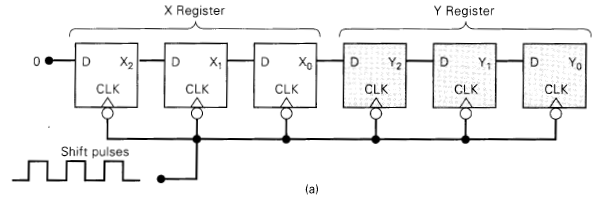 X Register Y Register
0 D X₂ D X₁ D X₀ D Y₂ D Y₁ D Y₀
CLK CLK CLK CLK CLK CLK
Shift pulses
(a)